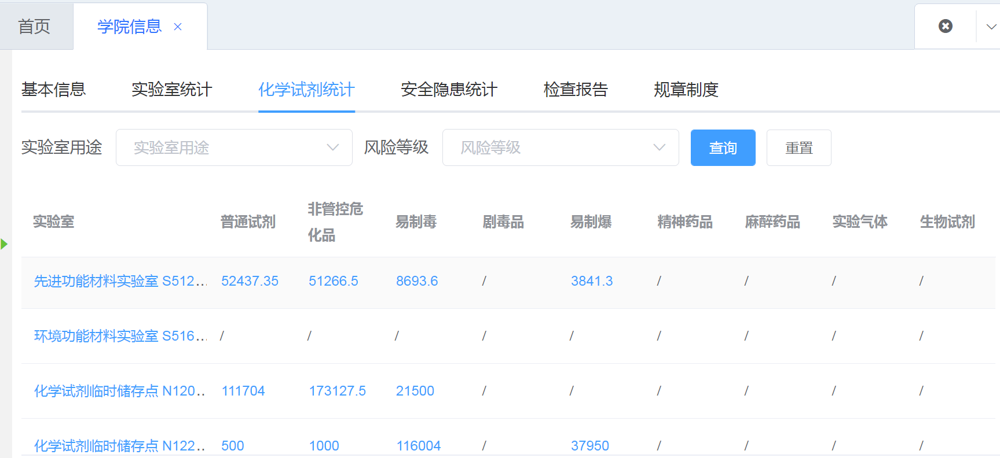 首页 学院信息
基本信息 实验室统计 化学试剂统计 安全隐患统计 检查报告 规章制度
实验室用途 实验室用途 风险等级 风险等级 查询 重置
实验室 普通试剂 非管控危化品 易制毒 剧毒品 易制爆 精神药品 麻醉药品 实验气体 生物试剂
先进功能材料实验室 S512... 52437.35 51266.5 8693.6 / 3841.3 / / / /
环境功能材料实验室 S516... / / / / / / / / /
化学试剂临时储存点 N120.. 111704 173127.5 21500 / / / / / /
化学试剂临时储存点 N122.. 500 1000 116004 / 37950 / / / /